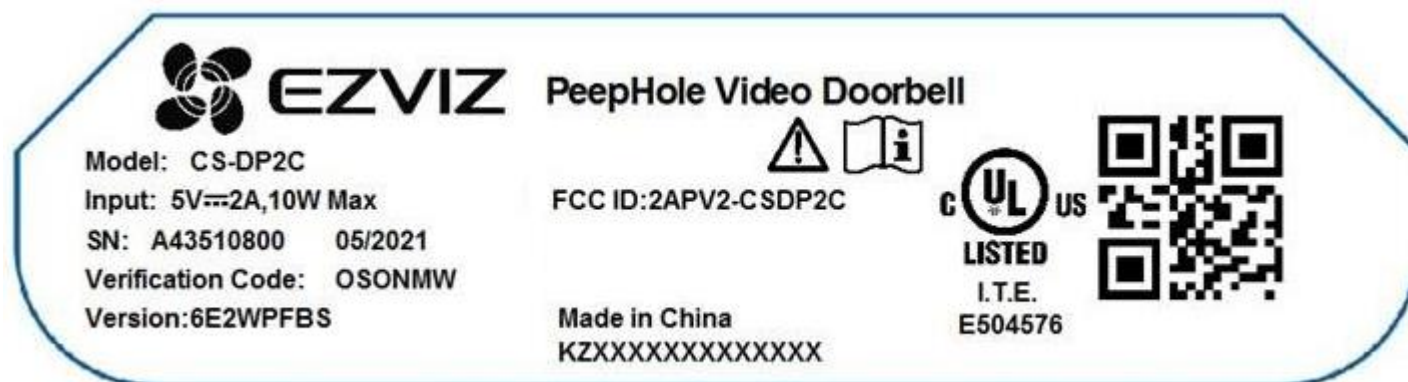 EZVIZ PeepHole Video Doorbell
Model: CS-DP2C
Input: 5V⎓2A,10W Max
SN: A43510800 05/2021
Verification Code: OSONMW
Version:6E2WPFBS
FCC ID:2APV2-CSDP2C
Made in China
KZXXXXXXXXXXXXX
C UL US
LISTED
I.T.E.
E504576